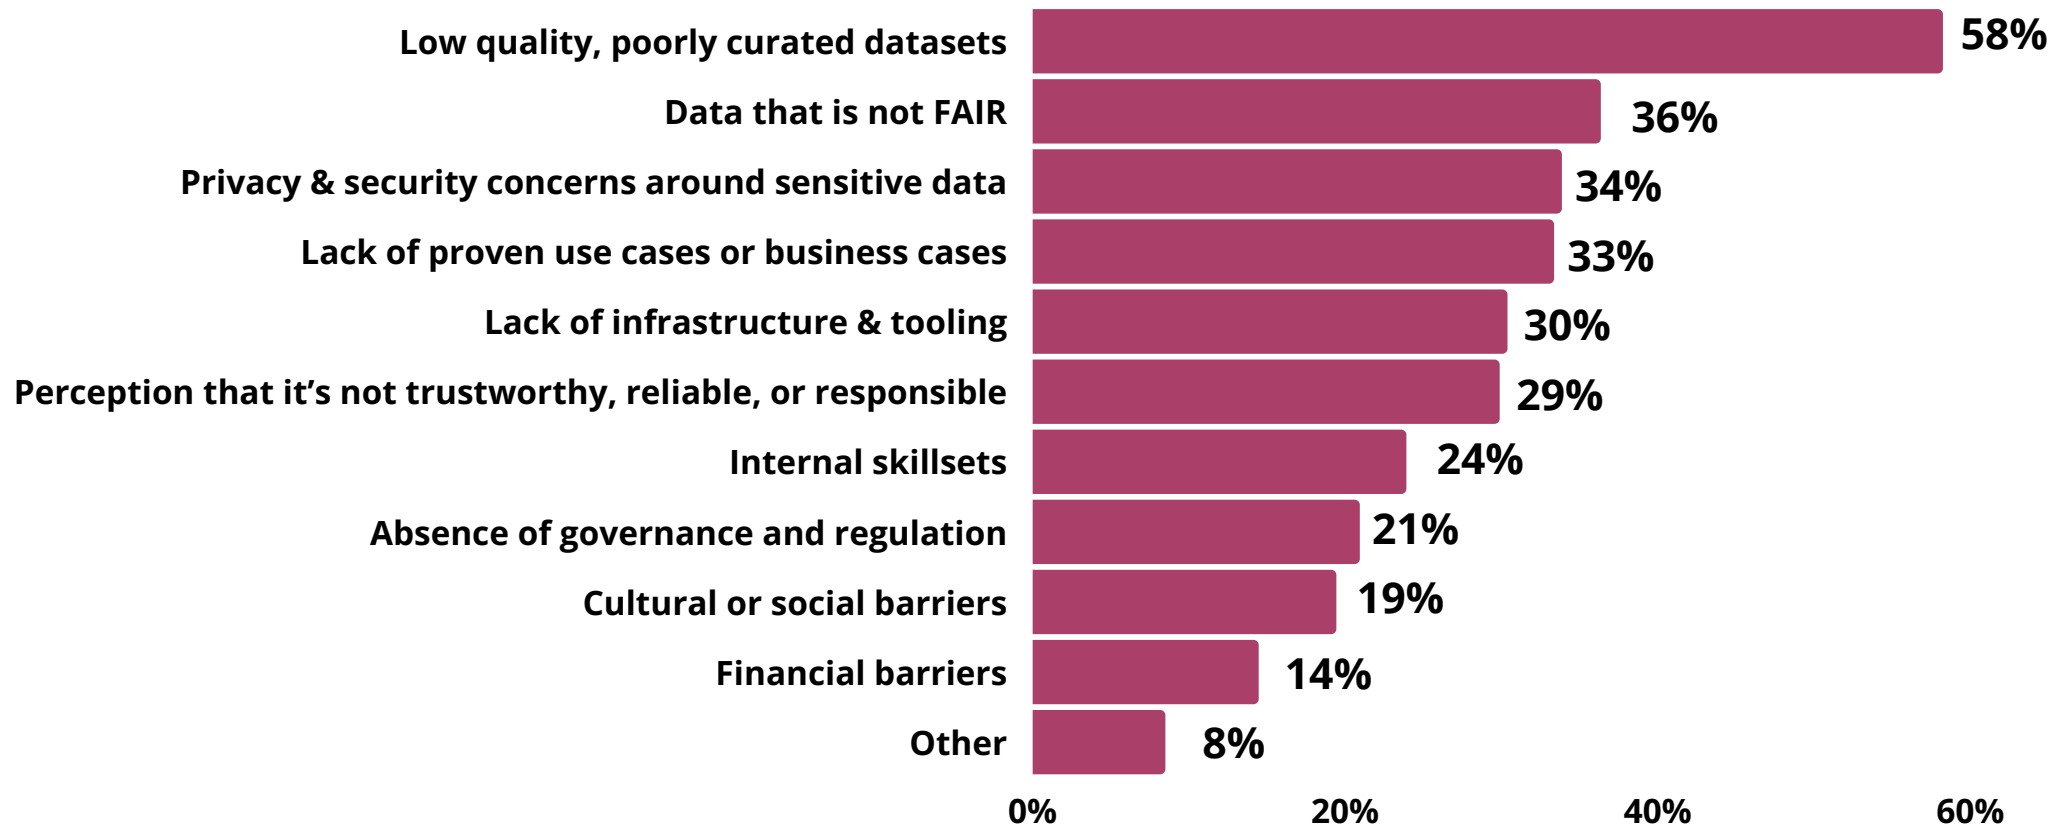 Low quality, poorly curated datasets 58%
Data that is not FAIR 36%
Privacy & security concerns around sensitive data 34%
Lack of proven use cases or business cases 33%
Lack of infrastructure & tooling 30%
Perception that it’s not trustworthy, reliable, or responsible 29%
Internal skillsets 24%
Absence of governance and regulation 21%
Cultural or social barriers 19%
Financial barriers 14%
Other 8%
0% 20% 40% 60%